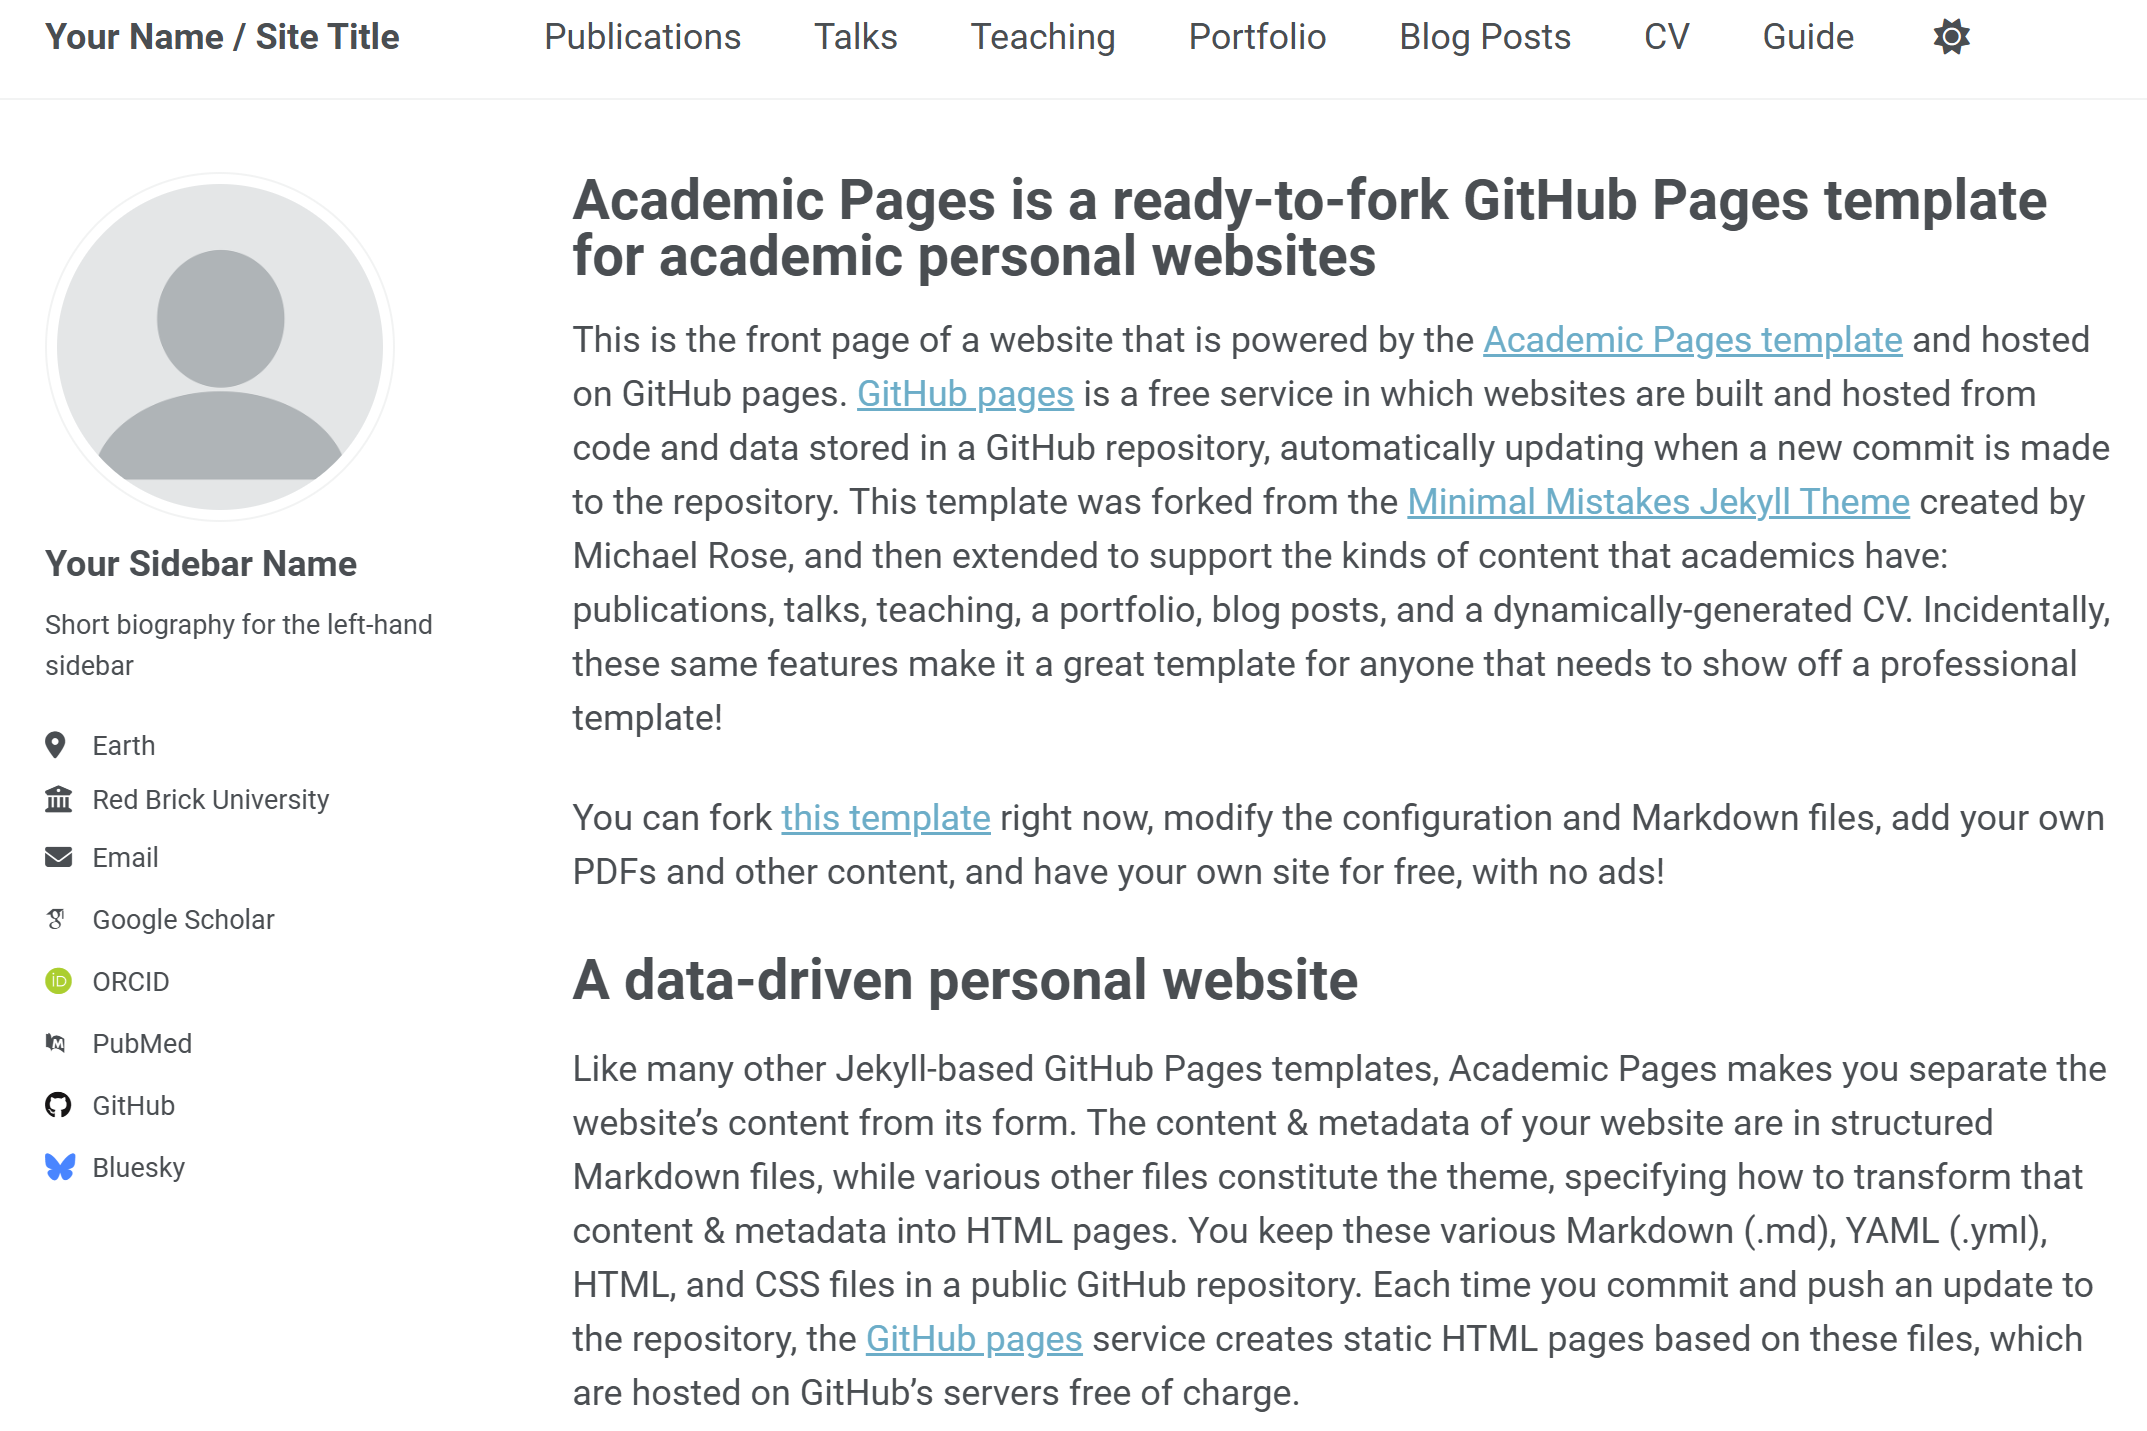 Your Name / Site Title
Publications
Talks
Teaching
Portfolio
Blog Posts
CV
Guide
Your Sidebar Name
Short biography for the left-hand
sidebar
Earth
Red Brick University
Email
Google Scholar
ORCID
PubMed
GitHub
Bluesky
Academic Pages is a ready-to-fork GitHub Pages template
for academic personal websites
This is the front page of a website that is powered by the Academic Pages template and hosted
on GitHub pages. GitHub pages is a free service in which websites are built and hosted from
code and data stored in a GitHub repository, automatically updating when a new commit is made
to the repository. This template was forked from the Minimal Mistakes Jekyll Theme created by
Michael Rose, and then extended to support the kinds of content that academics have:
publications, talks, teaching, a portfolio, blog posts, and a dynamically-generated CV. Incidentally,
these same features make it a great template for anyone that needs to show off a professional
template!
You can fork this template right now, modify the configuration and Markdown files, add your own
PDFs and other content, and have your own site for free, with no ads!
A data-driven personal website
Like many other Jekyll-based GitHub Pages templates, Academic Pages makes you separate the
website’s content from its form. The content & metadata of your website are in structured
Markdown files, while various other files constitute the theme, specifying how to transform that
content & metadata into HTML pages. You keep these various Markdown (.md), YAML (.yml),
HTML, and CSS files in a public GitHub repository. Each time you commit and push an update to
the repository, the GitHub pages service creates static HTML pages based on these files, which
are hosted on GitHub’s servers free of charge.